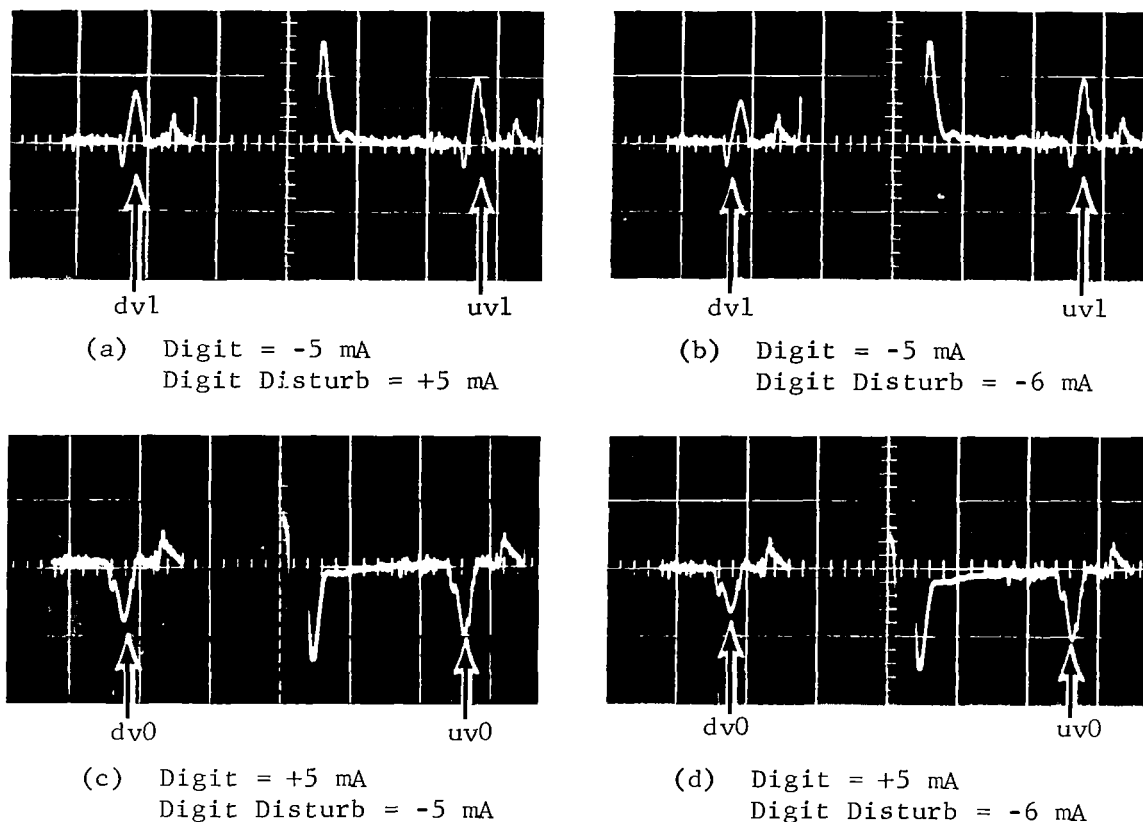 dv1 uv1 dv1 uv1
(a) Digit = -5 mA
Digit Disturb = +5 mA
(b) Digit = -5 mA
Digit Disturb = -6 mA
dv0 uv0 dv0 uv0
(c) Digit = +5 mA
Digit Disturb = -5 mA
(d) Digit = +5 mA
Digit Disturb = -6 mA